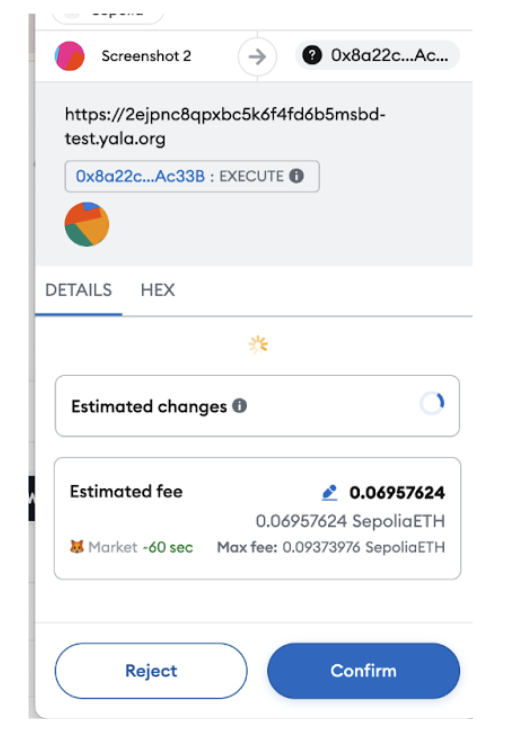 Sepolia
Screenshot 2
0x8a22c...Ac...
https://2ejpnc8qpxbc5k6f4fd6b5msbd-
test.yala.org
0x8a22c...Ac33B : EXECUTE
DETAILS HEX
Estimated changes
Estimated fee 0.06957624
0.06957624 SepoliaETH
Market ~60 sec Max fee: 0.09373976 SepoliaETH
Reject Confirm